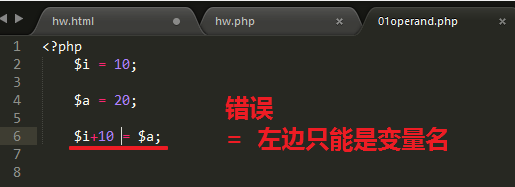 hw.html hw.php 01operand.php
1 <?php
2 $i = 10;
3
4 $a = 20;
错误
5
6 $i+10 = $a;
= 左边只能是变量名
7
8